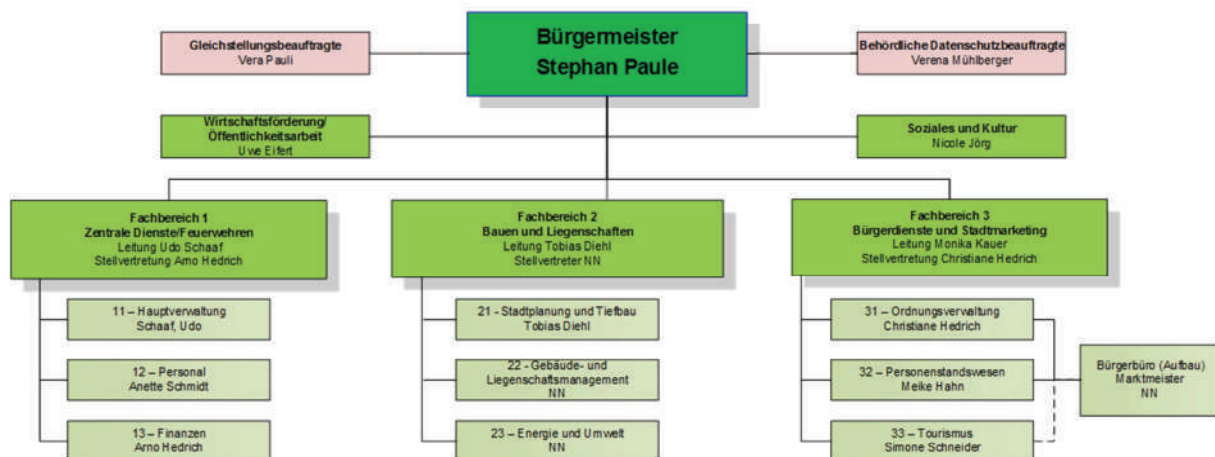 Gleichstellungsbeauftragte
Vera Pauli
Bürgermeister
Stephan Paule
Behördliche Datenschutzbeauftragte
Verena Mühlberger
Wirtschaftsförderung/
Öffentlichkeitsarbeit
Uwe Eifert
Soziales und Kultur
Nicole Jörg
Fachbereich 1
Zentrale Dienste/Feuerwehren
Leitung Udo Schaaf
Stellvertretung Arno Hedrich
Fachbereich 2
Bauen und Liegenschaften
Leitung Tobias Diehl
Stellvertreter NN
Fachbereich 3
Bürgerdienste und Stadtmarketing
Leitung Monika Kauer
Stellvertretung Christiane Hedrich
11 – Hauptverwaltung
Schaaf, Udo
12 – Personal
Anette Schmidt
13 – Finanzen
Arno Hedrich
21 - Stadtplanung und Tiefbau
Tobias Diehl
22 - Gebäude- und
Liegenschaftsmanagement
NN
23 – Energie und Umwelt
NN
31 – Ordnungsverwaltung
Christiane Hedrich
32 – Personenstandswesen
Meike Hahn
33 – Tourismus
Simone Schneider
Bürgerbüro (Aufbau)
Marktmeister
NN